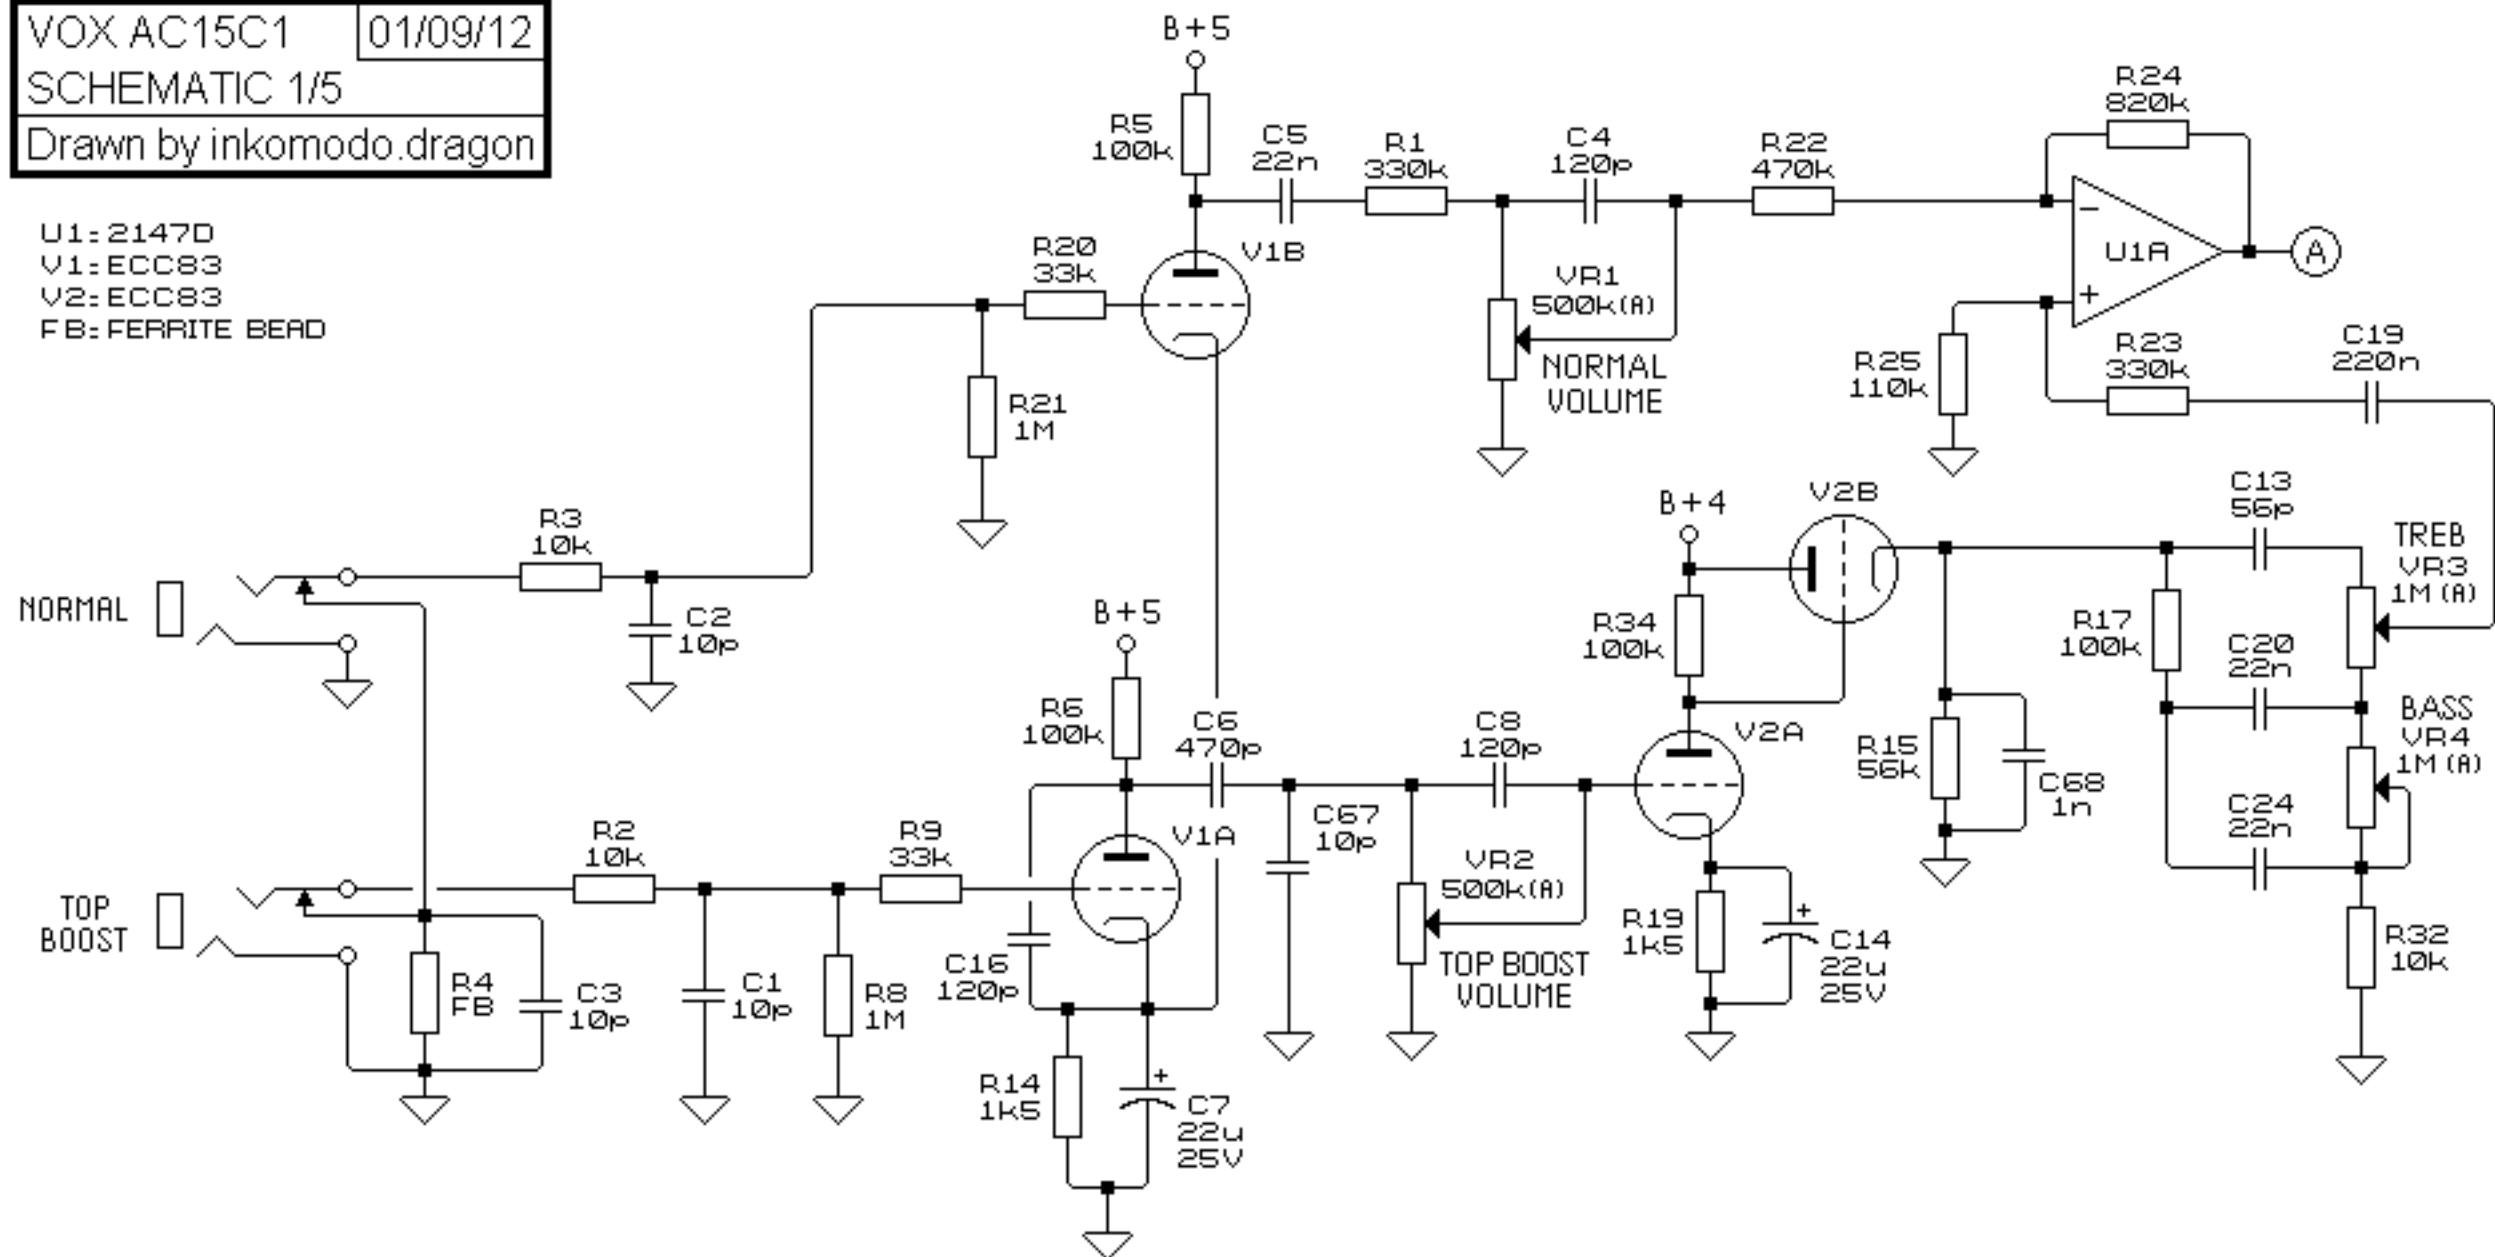 VOX AC15C1
01/09/12
SCHEMATIC 1/5
Drawn by inkomodo.dragon
U1:2147D
V1:ECC83
V2:ECC83
FB:FERRITE BEAD
B+5
R5
100k
C5
22n
R1
330k
C4
120p
R22
470k
R24
820k
R20
33k
V1B
VR1
500k(A)
NORMAL
VOLUME
−
U1A
+
A
R21
1M
R25
110k
R23
330k
C19
220n
NORMAL
R3
10k
C2
10p
B+4
V2B
C13
56p
TREB
VR3
1M(A)
B+5
R6
100k
C6
470p
C8
120p
R34
100k
V2A
R17
100k
C20
22n
BASS
VR4
1M(A)
R15
56k
C68
1n
C24
22n
TOP
BOOST
R2
10k
R9
33k
V1A
C67
10p
VR2
500k(A)
TOP BOOST
VOLUME
R19
1k5
+
C14
22u
25V
R32
10k
R4
FB
C3
10p
C1
10p
R8
1M
C16
120p
R14
1k5
+
C7
22u
25V